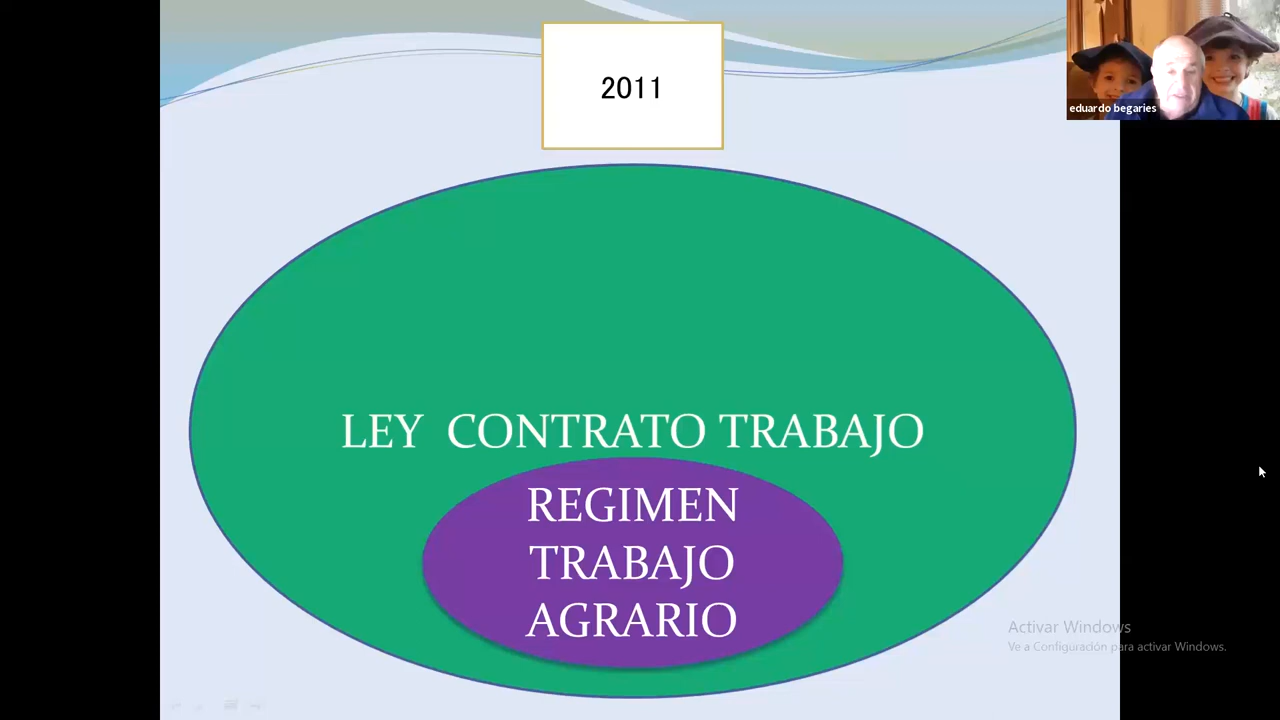 2011
eduardo begaries
LEY CONTRATO TRABAJO
REGIMEN
TRABAJO
AGRARIO
Activar Windows
Ve a Configuración para activar Windows.